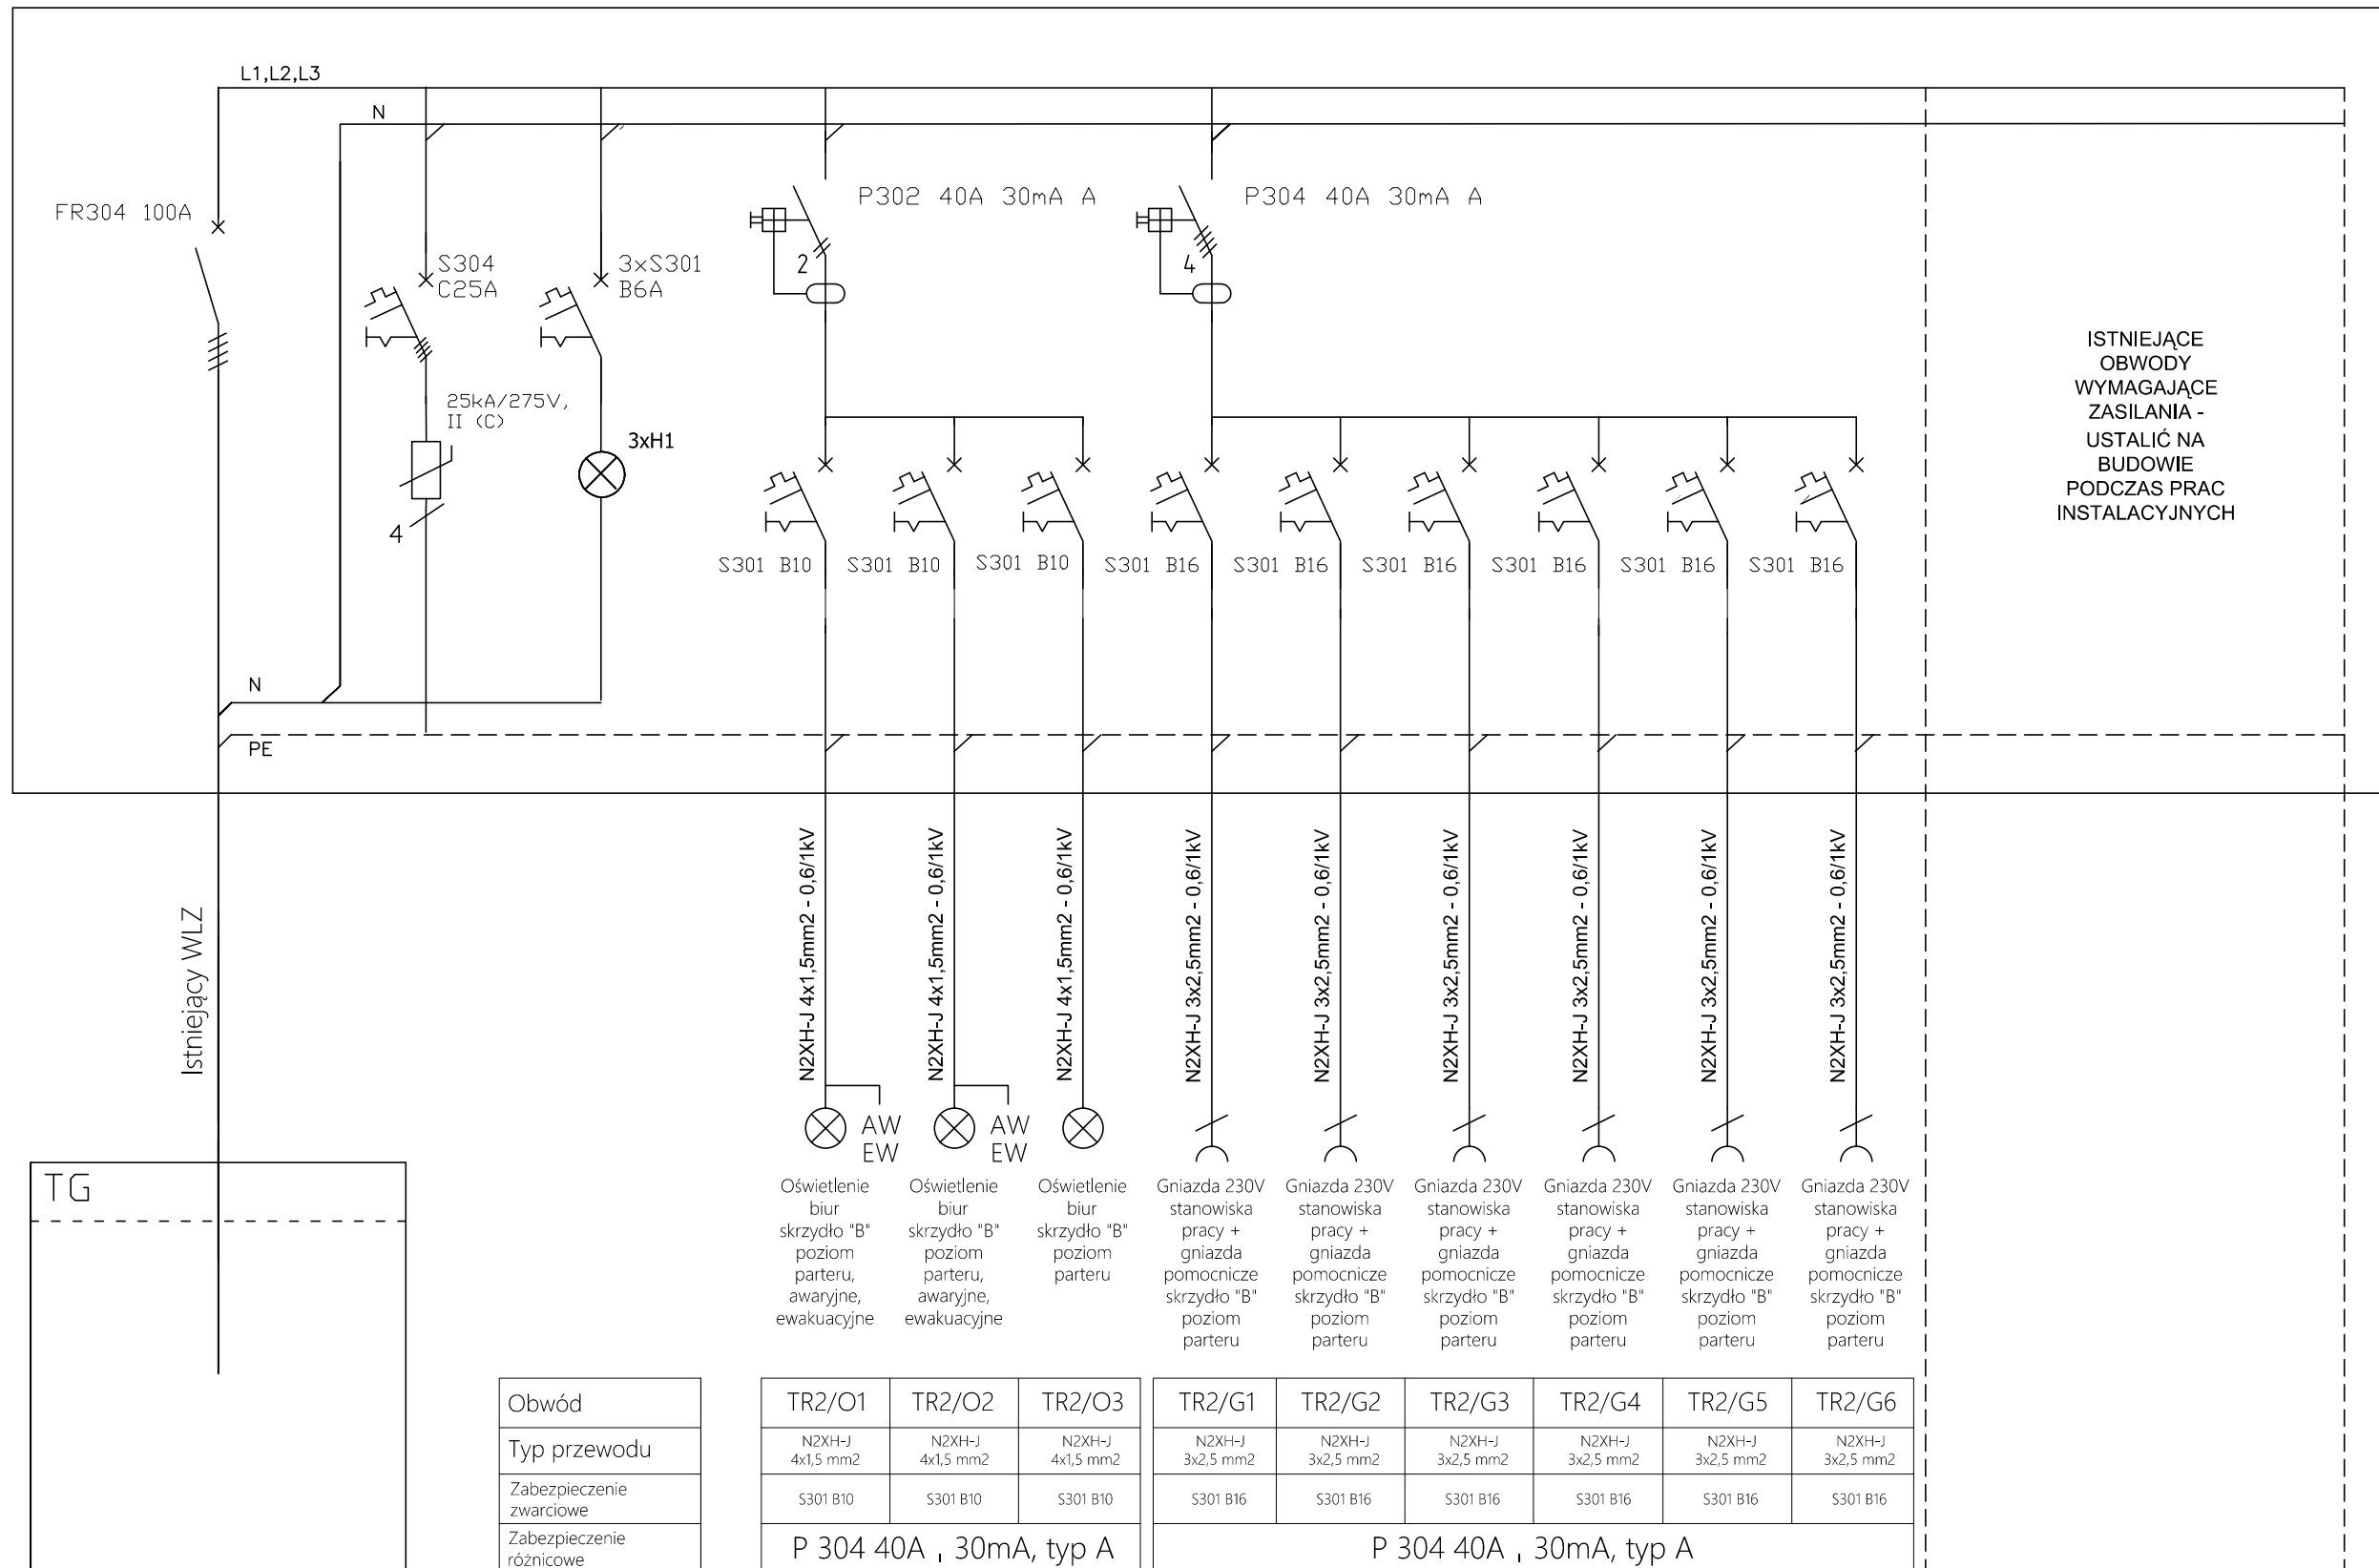 L1,L2,L3
N
FR304 100A
S304
C25A
3xS301
B6A
P302 40A 30mA A
2
P304 40A 30mA A
4
25kA/275V,
II (C)
3xH1
4
ISTNIEJĄCE
OBWODY
WYMAGAJĄCE
ZASILANIA -
USTALIĆ NA
BUDOWIE
PODCZAS PRAC
INSTALACYJNYCH
S301 B10
S301 B10
S301 B10
S301 B16
S301 B16
S301 B16
S301 B16
S301 B16
S301 B16
N
PE
Istniejący WLZ
N2XH-J 4x1,5mm2 - 0,6/1kV
N2XH-J 4x1,5mm2 - 0,6/1kV
N2XH-J 4x1,5mm2 - 0,6/1kV
N2XH-J 3x2,5mm2 - 0,6/1kV
N2XH-J 3x2,5mm2 - 0,6/1kV
N2XH-J 3x2,5mm2 - 0,6/1kV
N2XH-J 3x2,5mm2 - 0,6/1kV
N2XH-J 3x2,5mm2 - 0,6/1kV
N2XH-J 3x2,5mm2 - 0,6/1kV
AW
EW
AW
EW
TG
Oświetlenie
biur
skrzydło "B"
poziom
parteru,
awaryjne,
ewakuacyjne
Oświetlenie
biur
skrzydło "B"
poziom
parteru,
awaryjne,
ewakuacyjne
Oświetlenie
biur
skrzydło "B"
poziom
parteru
Gniazda 230V
stanowiska
pracy +
gniazda
pomocnicze
skrzydło "B"
poziom
parteru
Gniazda 230V
stanowiska
pracy +
gniazda
pomocnicze
skrzydło "B"
poziom
parteru
Gniazda 230V
stanowiska
pracy +
gniazda
pomocnicze
skrzydło "B"
poziom
parteru
Gniazda 230V
stanowiska
pracy +
gniazda
pomocnicze
skrzydło "B"
poziom
parteru
Gniazda 230V
stanowiska
pracy +
gniazda
pomocnicze
skrzydło "B"
poziom
parteru
Gniazda 230V
stanowiska
pracy +
gniazda
pomocnicze
skrzydło "B"
poziom
parteru
Obwód
TR2/O1
TR2/O2
TR2/O3
TR2/G1
TR2/G2
TR2/G3
TR2/G4
TR2/G5
TR2/G6
Typ przewodu
N2XH-J
4x1,5 mm2
N2XH-J
4x1,5 mm2
N2XH-J
4x1,5 mm2
N2XH-J
3x2,5 mm2
N2XH-J
3x2,5 mm2
N2XH-J
3x2,5 mm2
N2XH-J
3x2,5 mm2
N2XH-J
3x2,5 mm2
N2XH-J
3x2,5 mm2
Zabezpieczenie
zwarciowe
S301 B10
S301 B10
S301 B10
S301 B16
S301 B16
S301 B16
S301 B16
S301 B16
S301 B16
Zabezpieczenie
różnicowe
P 304 40A , 30mA, typ A
P 304 40A , 30mA, typ A